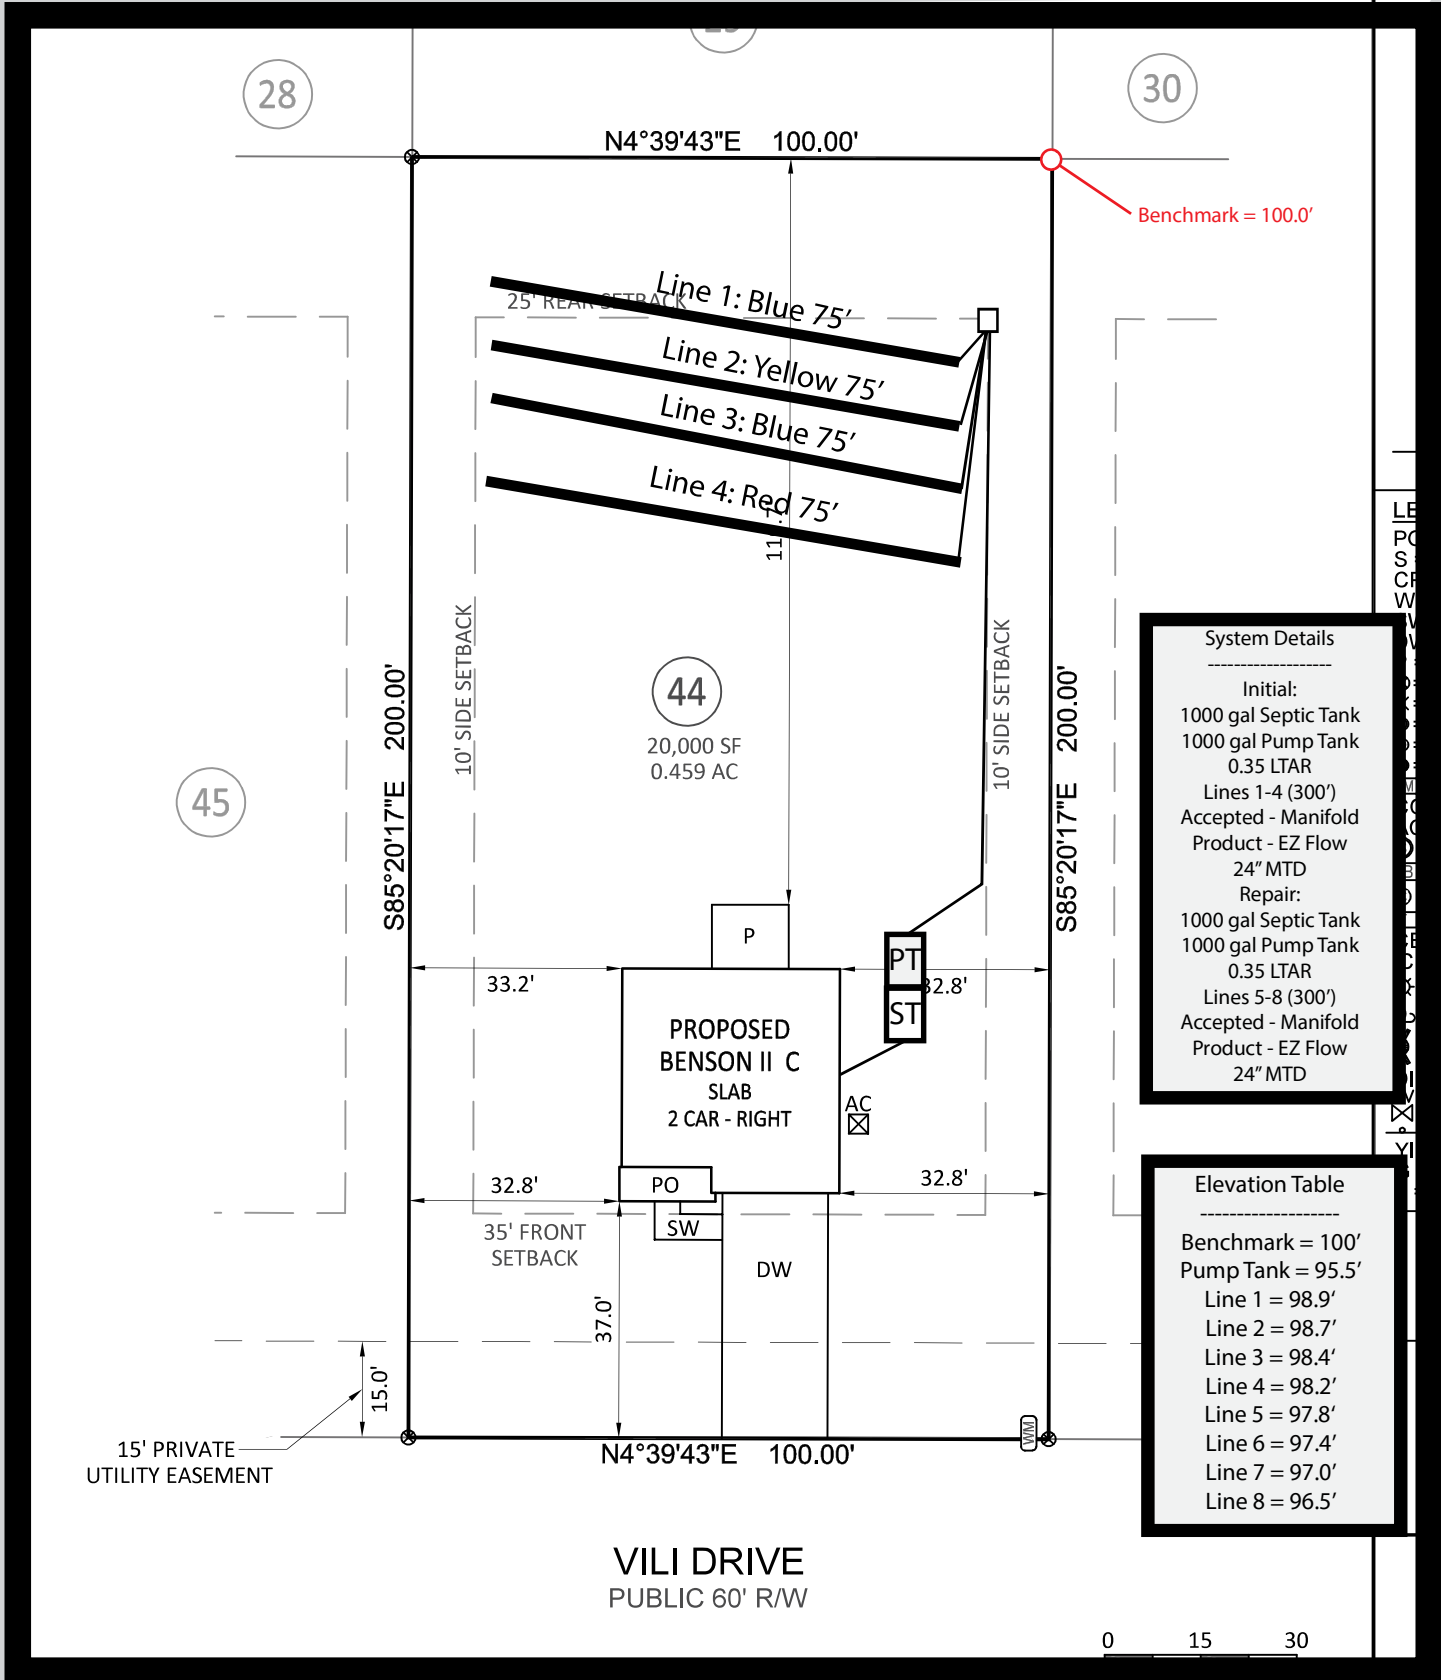 28
30
N4°39'43"E 100.00'
Benchmark = 100.0'
Line 1: Blue 75'
25' REAR SETBACK
Line 2: Yellow 75'
Line 3: Blue 75'
Line 4: Red 75'
10' SIDE SETBACK
10' SIDE SETBACK
S85°20'17"E 200.00'
S85°20'17"E 200.00'
44
20,000 SF
0.459 AC
45
P
PT
ST
33.2'
32.8'
PROPOSED
BENSON II C
SLAB
2 CAR - RIGHT
AC
PO
SW
DW
32.8'
32.8'
35' FRONT
SETBACK
37.0'
15.0'
15' PRIVATE
UTILITY EASEMENT
WM
N4°39'43"E 100.00'
VILI DRIVE
PUBLIC 60' R/W
0 15 30
System Details
-------------------
Initial:
1000 gal Septic Tank
1000 gal Pump Tank
0.35 LTAR
Lines 1-4 (300')
Accepted - Manifold
Product - EZ Flow
24" MTD
Repair:
1000 gal Septic Tank
1000 gal Pump Tank
0.35 LTAR
Lines 5-8 (300')
Accepted - Manifold
Product - EZ Flow
24" MTD
Elevation Table
-------------------
Benchmark = 100'
Pump Tank = 95.5'
Line 1 = 98.9'
Line 2 = 98.7'
Line 3 = 98.4'
Line 4 = 98.2'
Line 5 = 97.8'
Line 6 = 97.4'
Line 7 = 97.0'
Line 8 = 96.5'